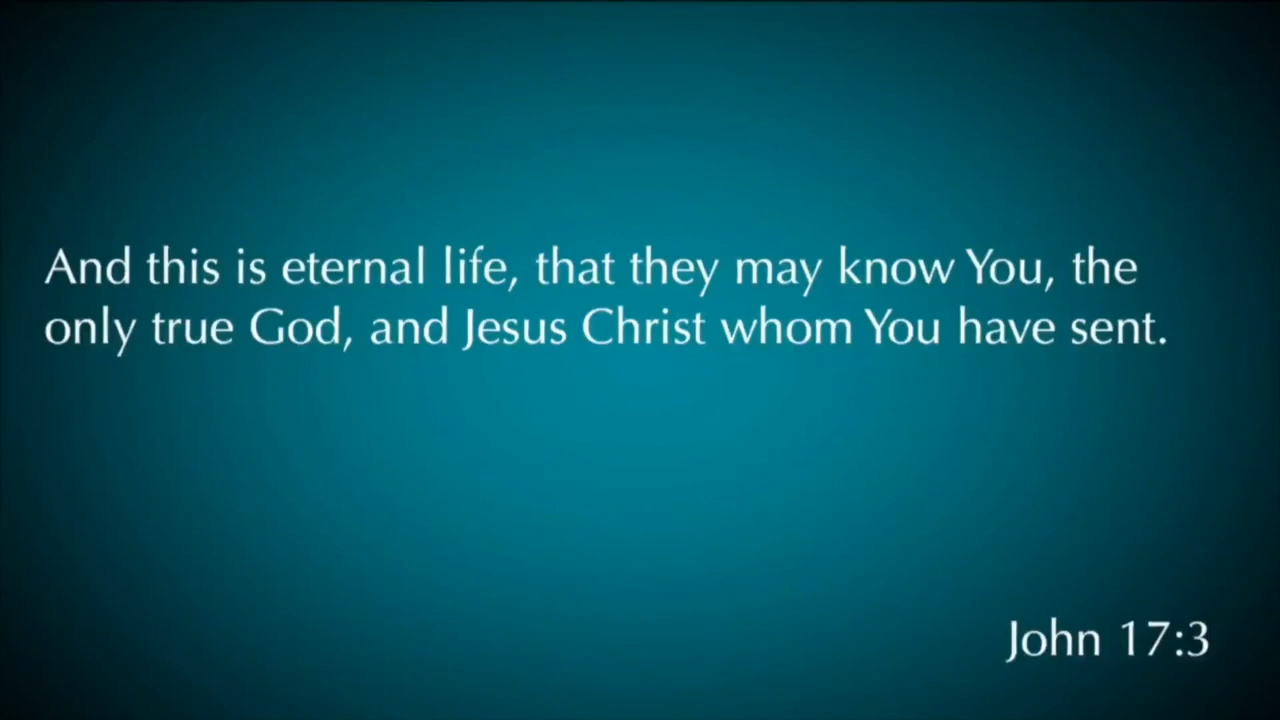 And this is eternal life, that they may know You, the
only true God, and Jesus Christ whom You have sent.
John 17:3